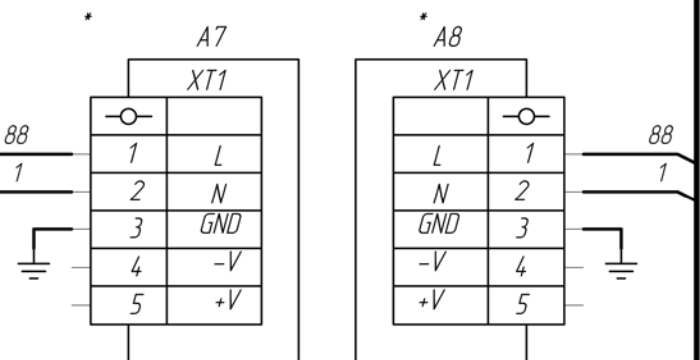 * *
A7 A8
XT1 XT1
88 1 L L 1 88
1 2 N N 2 1
3 GND GND 3
4 -V -V 4
5 +V +V 5